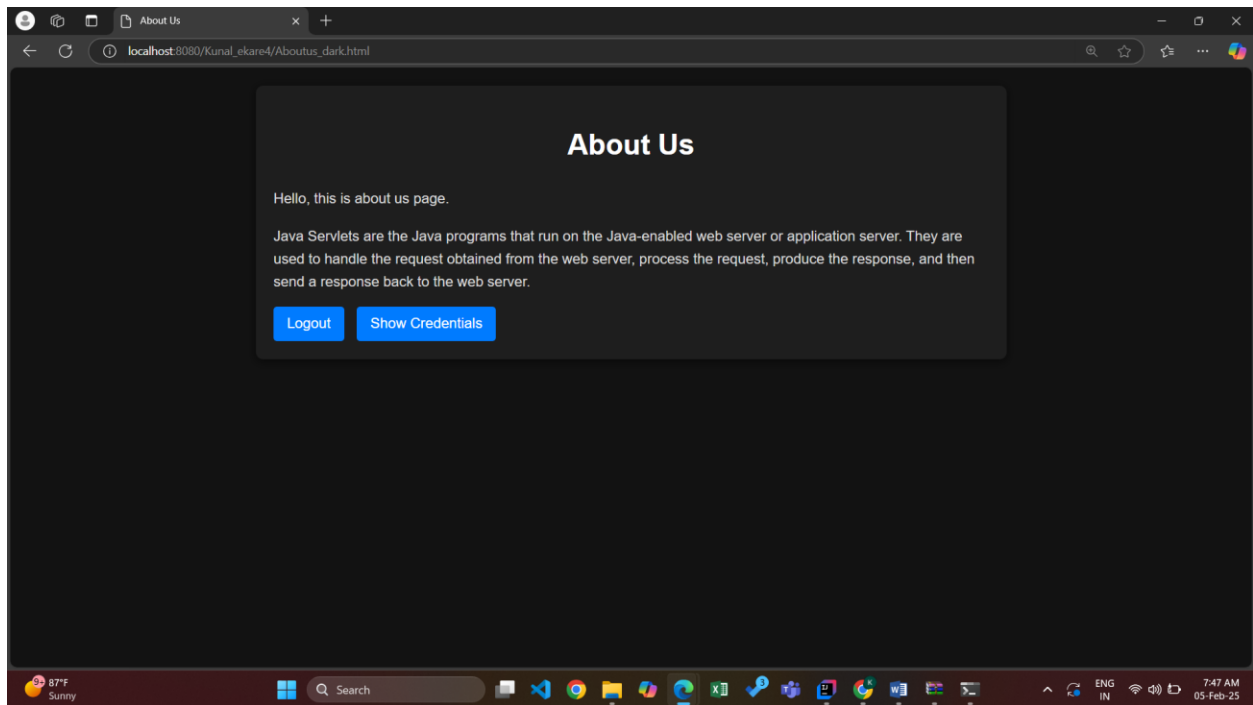 About Us
localhost:8080/Kunal_ekare4/Aboutus_dark.html
About Us
Hello, this is about us page.
Java Servlets are the Java programs that run on the Java-enabled web server or application server. They are
used to handle the request obtained from the web server, process the request, produce the response, and then
send a response back to the web server.
Logout Show Credentials
9+ 87°F
Sunny
Search
3
K
ENG
IN
7:47 AM
05-Feb-25